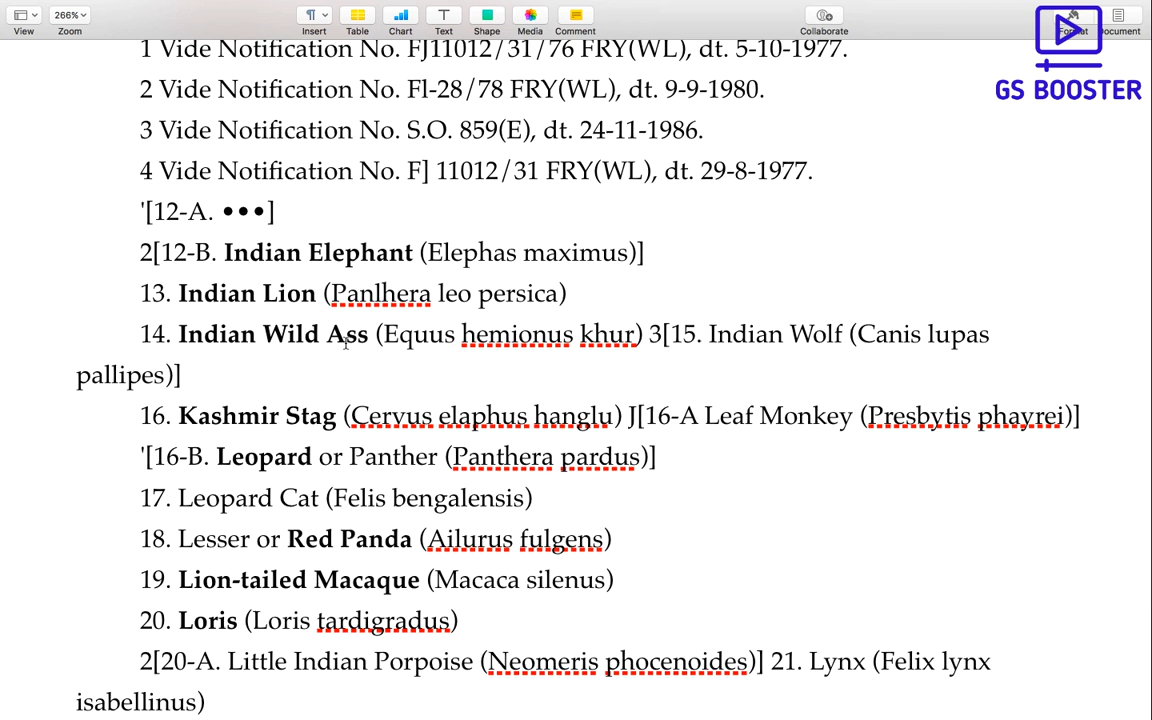 266%
View
Zoom
Insert
Table
Chart
Text
Shape
Media
Comment
Collaborate
Format
Document
GS BOOSTER
1 Vide Notification No. FJ11012/31/76 FRY(WL), dt. 5-10-1977.
2 Vide Notification No. Fl-28/78 FRY(WL), dt. 9-9-1980.
3 Vide Notification No. S.O. 859(E), dt. 24-11-1986.
4 Vide Notification No. F] 11012/31 FRY(WL), dt. 29-8-1977.
'[12-A. •••]
2[12-B. Indian Elephant (Elephas maximus)]
13. Indian Lion (Panlhera leo persica)
14. Indian Wild Ass (Equus hemionus khur) 3[15. Indian Wolf (Canis lupas
pallipes)]
16. Kashmir Stag (Cervus elaphus hanglu) J[16-A Leaf Monkey (Presbytis phayrei)]
'[16-B. Leopard or Panther (Panthera pardus)]
17. Leopard Cat (Felis bengalensis)
18. Lesser or Red Panda (Ailurus fulgens)
19. Lion-tailed Macaque (Macaca silenus)
20. Loris (Loris tardigradus)
2[20-A. Little Indian Porpoise (Neomeris phocenoides)] 21. Lynx (Felix lynx
isabellinus)